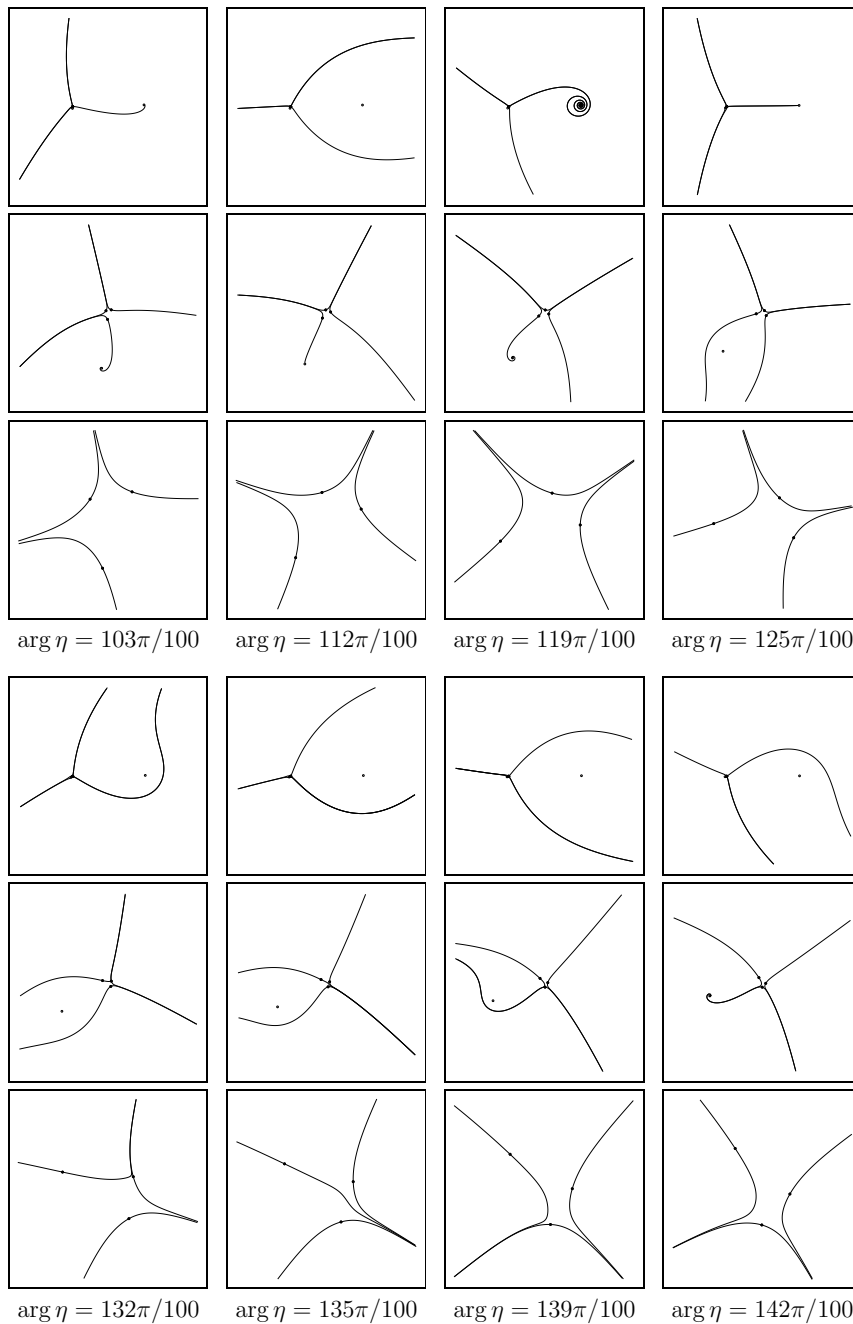 arg η = 103π/100
arg η = 112π/100
arg η = 119π/100
arg η = 125π/100
arg η = 132π/100
arg η = 135π/100
arg η = 139π/100
arg η = 142π/100